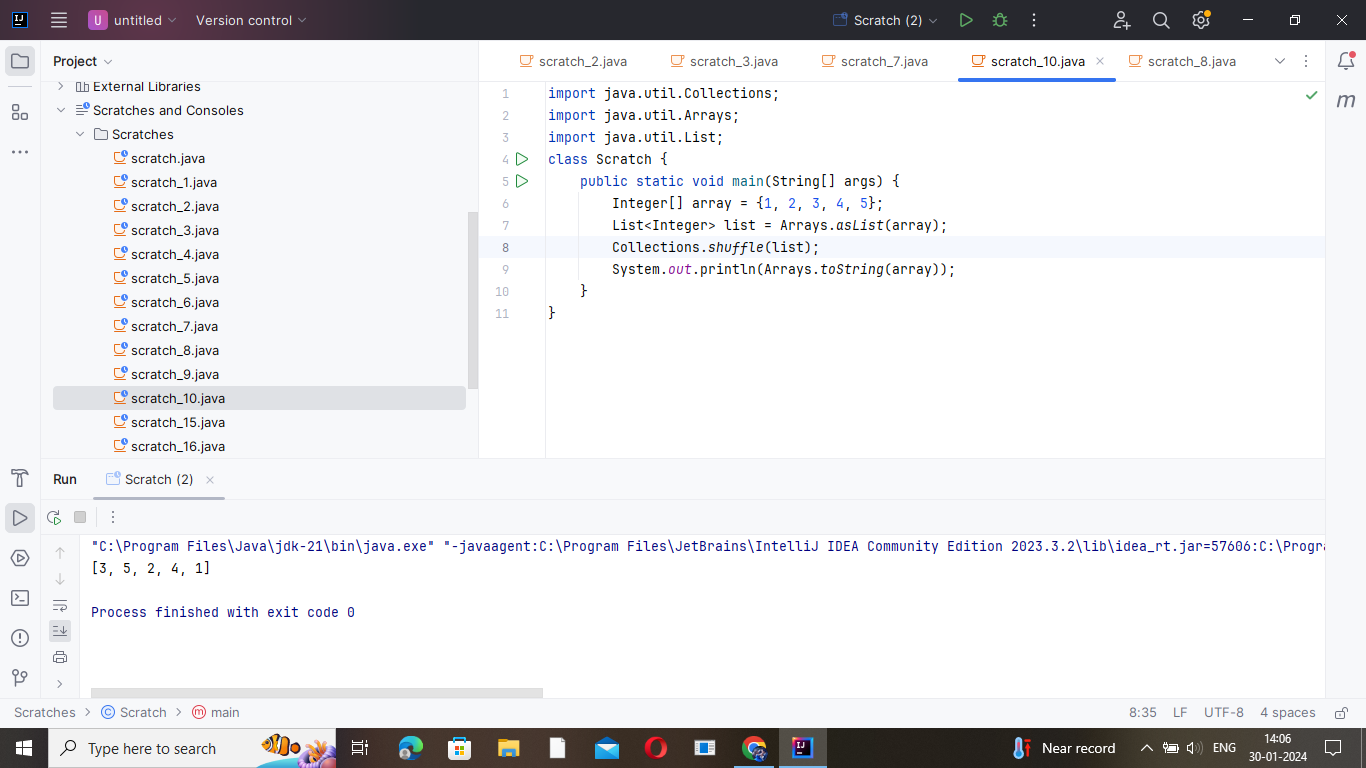 U untitled Version control Scratch (2)
Project
scratch_2.java scratch_3.java scratch_7.java scratch_10.java scratch_8.java
External Libraries
Scratches and Consoles
Scratches
scratch.java
scratch_1.java
scratch_2.java
scratch_3.java
scratch_4.java
scratch_5.java
scratch_6.java
scratch_7.java
scratch_8.java
scratch_9.java
scratch_10.java
scratch_15.java
scratch_16.java
1 import java.util.Collections;
2 import java.util.Arrays;
3 import java.util.List;
4 class Scratch {
5 public static void main(String[] args) {
6 Integer[] array = {1, 2, 3, 4, 5};
7 List<Integer> list = Arrays.asList(array);
8 Collections.shuffle(list);
9 System.out.println(Arrays.toString(array));
10 }
11 }
m
Run Scratch (2)
"C:\Program Files\Java\jdk-21\bin\java.exe" "-javaagent:C:\Program Files\JetBrains\IntelliJ IDEA Community Edition 2023.3.2\lib\idea_rt.jar=57606:C:\Progra
[3, 5, 2, 4, 1]
Process finished with exit code 0
Scratches > C Scratch > m main
8:35 LF UTF-8 4 spaces
Type here to search
Near record
ENG
14:06
30-01-2024